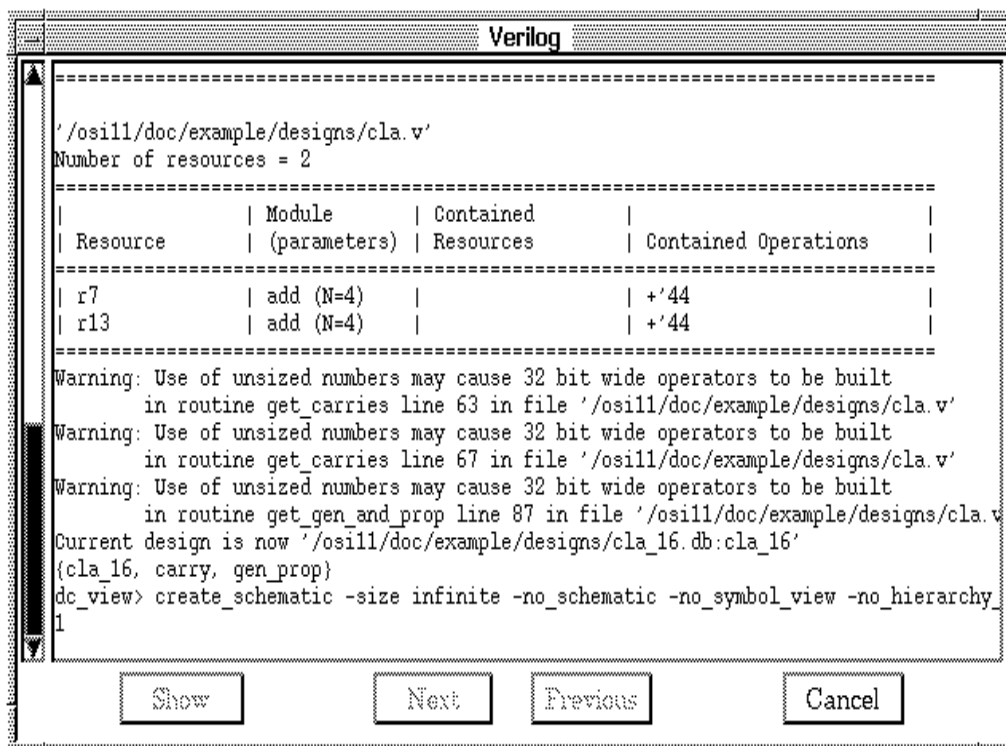 Verilog
===============================================================================
'/osi11/doc/example/designs/cla.v'
Number of resources = 2
===============================================================================
|                | Module       | Contained        |                          |
| Resource       | (parameters) | Resources        | Contained Operations     |
===============================================================================
| r7             | add (N=4)    |                  | +'44                     |
| r13            | add (N=4)    |                  | +'44                     |
===============================================================================
Warning: Use of unsized numbers may cause 32 bit wide operators to be built
        in routine get_carries line 63 in file '/osi11/doc/example/designs/cla.v'
Warning: Use of unsized numbers may cause 32 bit wide operators to be built
        in routine get_carries line 67 in file '/osi11/doc/example/designs/cla.v'
Warning: Use of unsized numbers may cause 32 bit wide operators to be built
        in routine get_gen_and_prop line 87 in file '/osi11/doc/example/designs/cla.v
Current design is now '/osi11/doc/example/designs/cla_16.db:cla_16'
{cla_16, carry, gen_prop}
dc_view> create_schematic -size infinite -no_schematic -no_symbol_view -no_hierarchy_
1
Show Next Previous Cancel